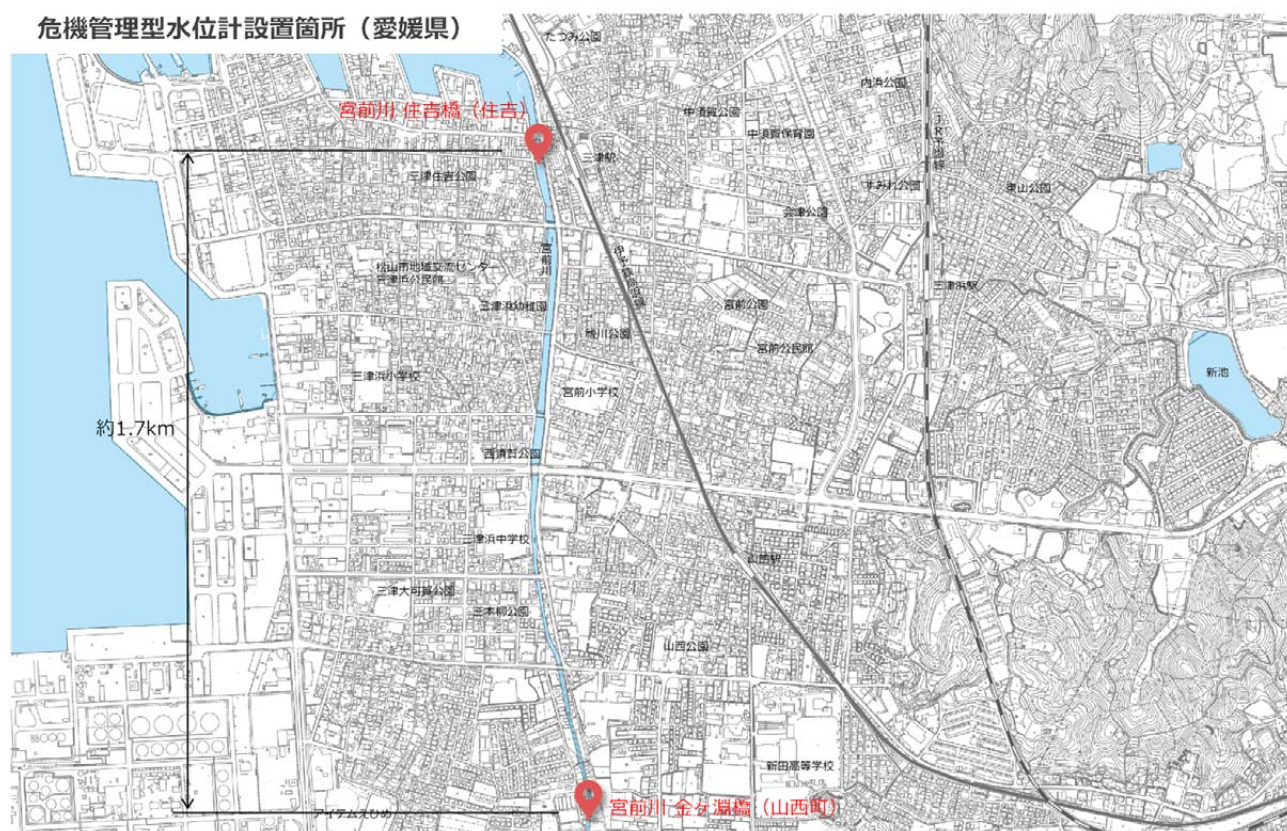 危機管理型水位計設置箇所（愛媛県）
たつみ公園
内浜公園
宮前川 住吉橋（住吉）
中須賀公園
中須賀保育園
JR予讃線
三津駅
三津住吉公園
すみれ公園
東山公園
会津公園
宮前川
松山市地域交流センター
三津浜公民館
三津浜駅
三津浜幼稚園
宮前公園
桃川公園
宮前公民館
新池
三津浜小学校
宮前小学校
約1.7km
西須賀公園
三津浜中学校
山西駅
三津大可賀公園
三本柳公園
山西公園
新田高等学校
宮前川 金ヶ淵橋（山西町）
アイテムえひめ